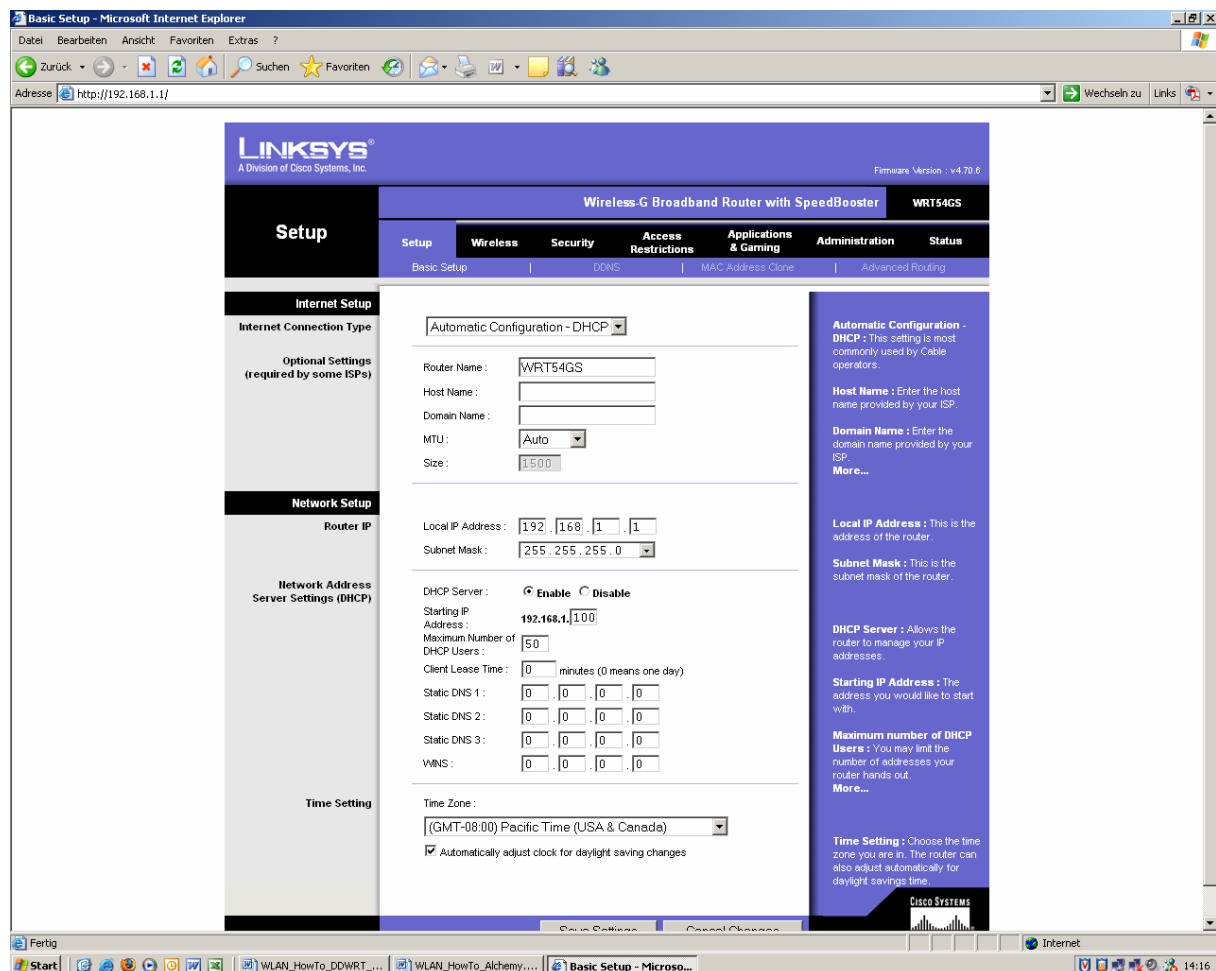 Basic Setup - Microsoft Internet Explorer
Datei Bearbeiten Ansicht Favoriten Extras ?
Zurück Suchen Favoriten
Adresse http://192.168.1.1/ Wechseln zu Links
LINKSYS®
A Division of Cisco Systems, Inc.
Firmware Version : v4.70.6
Wireless-G Broadband Router with SpeedBooster WRT54GS
Setup
Setup Wireless Security Access Restrictions Applications & Gaming Administration Status
Basic Setup | DDNS | MAC Address Clone | Advanced Routing
Internet Setup
Internet Connection Type
Automatic Configuration - DHCP
Optional Settings
(required by some ISPs)
Router Name : WRT54GS
Host Name :
Domain Name :
MTU : Auto
Size : 1500
Automatic Configuration -
DHCP : This setting is most
commonly used by Cable
operators.
Host Name : Enter the host
name provided by your ISP.
Domain Name : Enter the
domain name provided by your
ISP.
More...
Network Setup
Router IP
Local IP Address : 192 . 168 . 1 . 1
Subnet Mask : 255.255.255.0
Local IP Address : This is the
address of the router.
Subnet Mask : This is the
subnet mask of the router.
Network Address
Server Settings (DHCP)
DHCP Server : Enable Disable
Starting IP
Address : 192.168.1. 100
Maximum Number of
DHCP Users : 50
Client Lease Time : 0 minutes (0 means one day)
Static DNS 1 : 0 . 0 . 0 . 0
Static DNS 2 : 0 . 0 . 0 . 0
Static DNS 3 : 0 . 0 . 0 . 0
WINS : 0 . 0 . 0 . 0
DHCP Server : Allows the
router to manage your IP
addresses.
Starting IP Address : The
address you would like to start
with.
Maximum number of DHCP
Users : You may limit the
number of addresses your
router hands out.
More...
Time Setting
Time Zone :
(GMT-08:00) Pacific Time (USA & Canada)
Automatically adjust clock for daylight saving changes
Time Setting : Choose the time
zone you are in. The router can
also adjust automatically for
daylight savings time.
CISCO SYSTEMS
Save Settings Cancel Changes
Fertig Internet
Start WLAN_HowTo_DDWRT_... WLAN_HowTo_Alchemy.... Basic Setup - Microso... 14:16